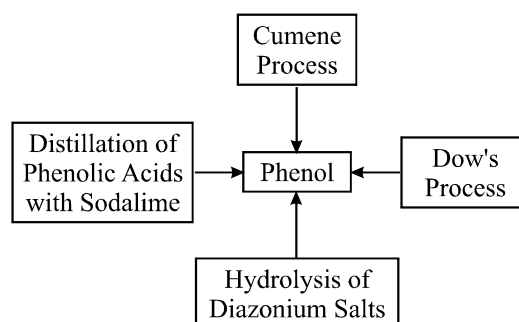 Cumene
Process
Distillation of
Phenolic Acids
with Sodalime
Phenol
Dow's
Process
Hydrolysis of
Diazonium Salts